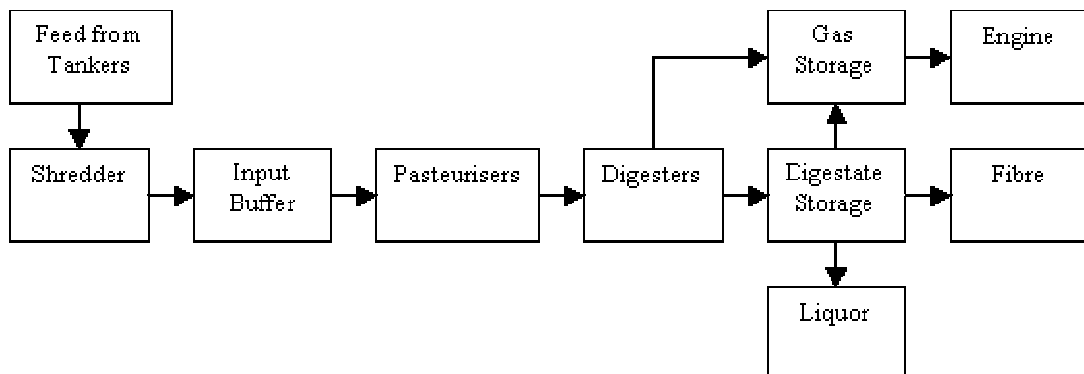 Feed from
Tankers
Gas
Storage
Engine
Shredder
Input
Buffer
Pasteurisers
Digesters
Digestate
Storage
Fibre
Liquor